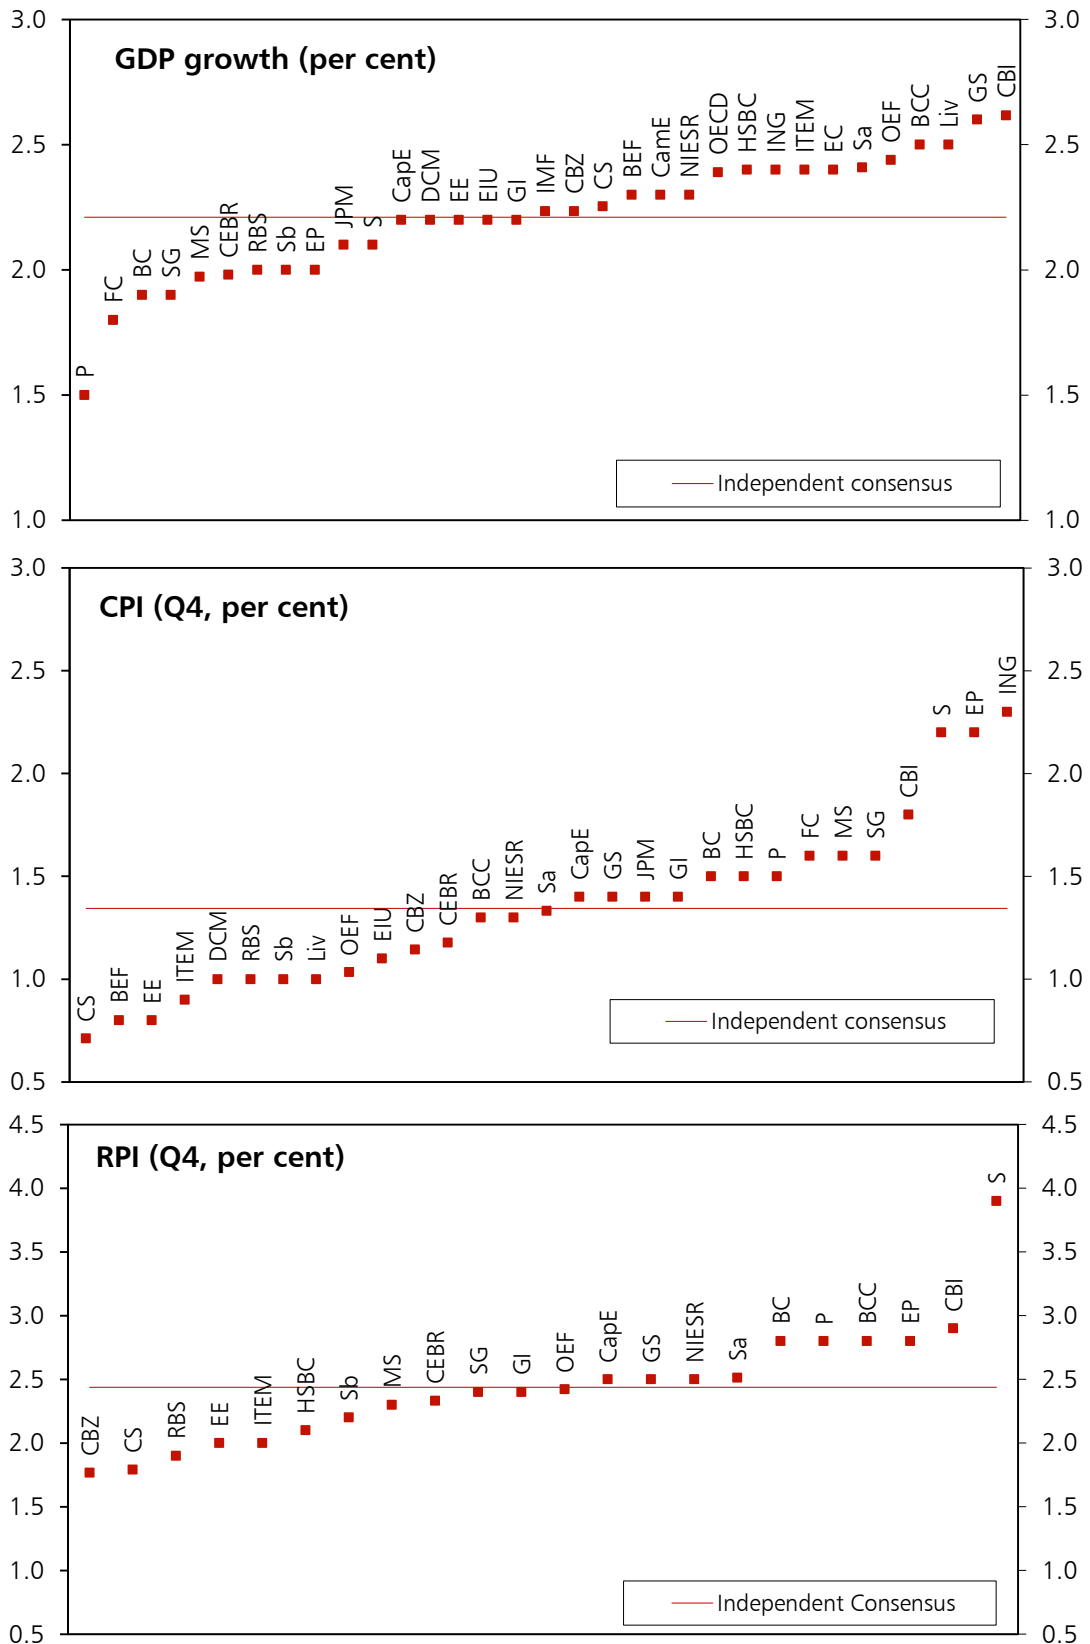 3.0
3.0
GDP growth (per cent)
2.5
2.5
2.0
2.0
1.5
1.5
1.0
1.0
P
FC
BC
SG
MS
CEBR
RBS
Sb
EP
JPM
S
CapE
DCM
EE
EIU
GI
IMF
CBZ
CS
BEF
CamE
NIESR
OECD
HSBC
ING
ITEM
EC
Sa
OEF
BCC
Liv
GS
CBI
Independent consensus
3.0
3.0
CPI (Q4, per cent)
2.5
2.5
2.0
2.0
1.5
1.5
1.0
1.0
0.5
0.5
CS
BEF
EE
ITEM
DCM
RBS
Sb
Liv
OEF
EIU
CBZ
CEBR
BCC
NIESR
Sa
CapE
GS
JPM
GI
BC
HSBC
P
FC
MS
SG
CBI
S
EP
ING
Independent consensus
4.5
4.5
RPI (Q4, per cent)
4.0
4.0
3.5
3.5
3.0
3.0
2.5
2.5
2.0
2.0
1.5
1.5
1.0
1.0
0.5
0.5
CBZ
CS
RBS
EE
ITEM
HSBC
Sb
MS
CEBR
SG
GI
OEF
CapE
GS
NIESR
Sa
BC
P
BCC
EP
CBI
S
Independent Consensus